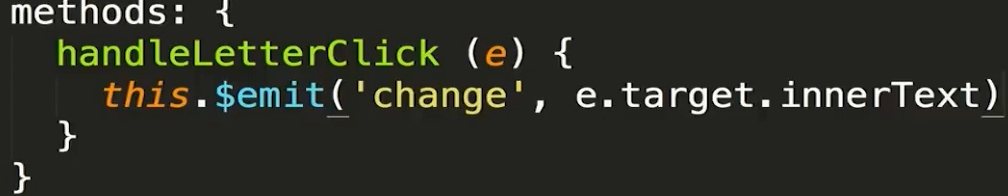 methods: {
  handleLetterClick (e) {
    this.$emit('change', e.target.innerText)
  }
}